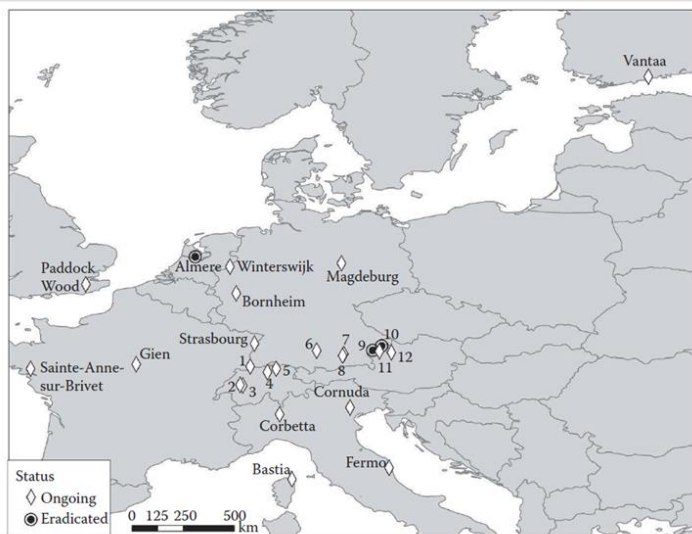 Vantaa
Paddock
Wood
Almere
Winterswijk
Magdeburg
Bornheim
Strasbourg
Gien
Sainte-Anne-
sur-Brivet
1
2
3
4
5
6
7
8
9
10
11
12
Cornuda
Corbetta
Bastia
Fermo
Status
Ongoing
Eradicated
0 125 250 500
km